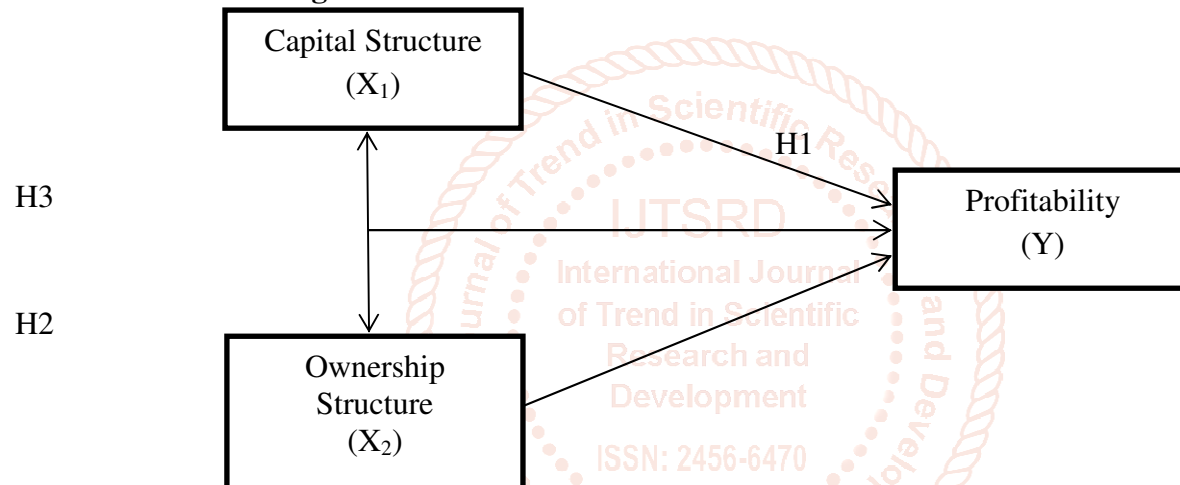 Capital Structure
(X₁)
H1
H3
Profitability
(Y)
H2
Ownership
Structure
(X₂)
IJTSRD
International Journal
of Trend in Scientific
Research and
Development
ISSN: 2456-6470